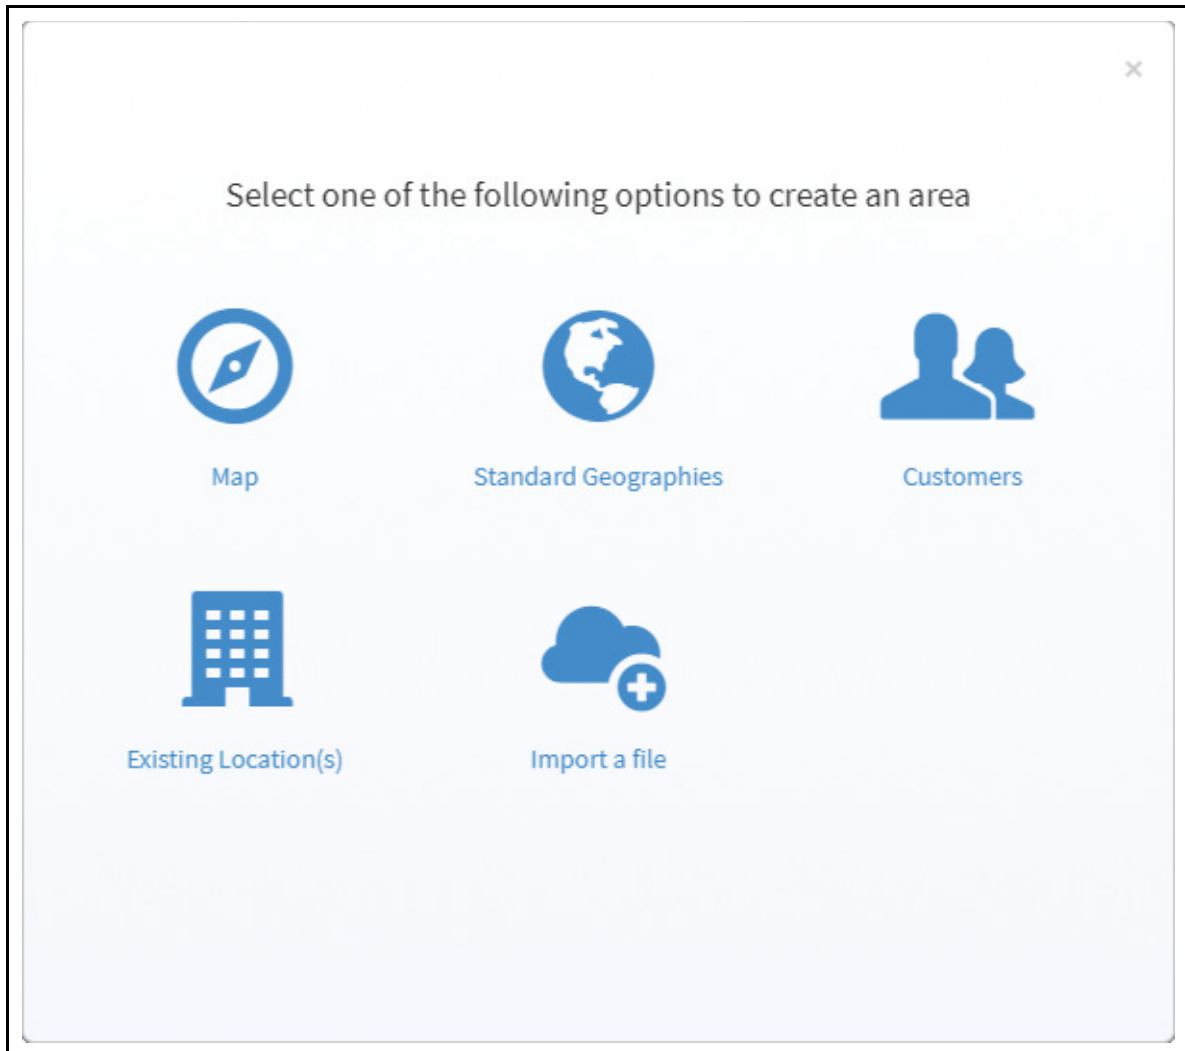 Select one of the following options to create an area
Map
Standard Geographies
Customers
Existing Location(s)
Import a file